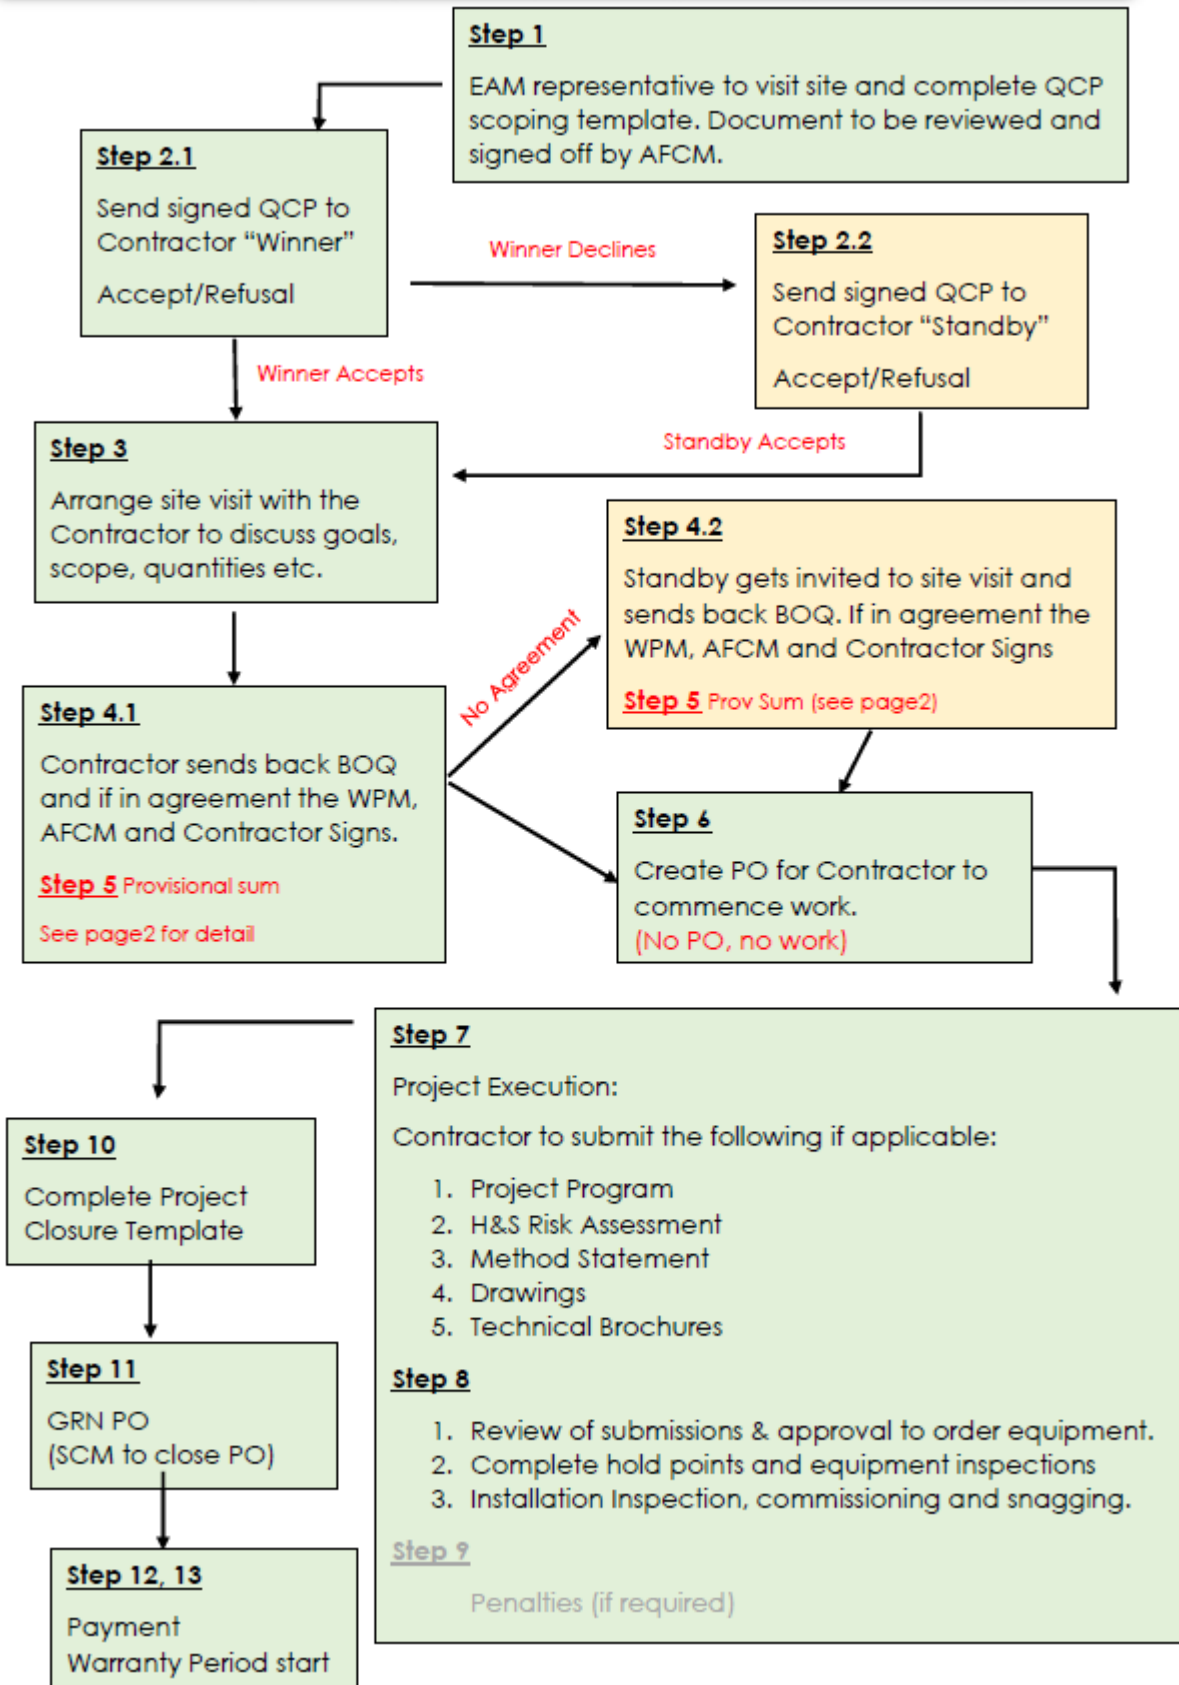 Step 1
EAM representative to visit site and complete QCP
scoping template. Document to be reviewed and
signed off by AFCM.
Step 2.1
Send signed QCP to
Contractor “Winner”
Accept/Refusal
Winner Declines
Step 2.2
Send signed QCP to
Contractor “Standby”
Accept/Refusal
Winner Accepts
Standby Accepts
Step 3
Arrange site visit with the
Contractor to discuss goals,
scope, quantities etc.
Step 4.1
Contractor sends back BOQ
and if in agreement the WPM,
AFCM and Contractor Signs.
Step 5 Provisional sum
See page2 for detail
No Agreement
Step 4.2
Standby gets invited to site visit and
sends back BOQ. If in agreement the
WPM, AFCM and Contractor Signs
Step 5 Prov Sum (see page2)
Step 6
Create PO for Contractor to
commence work.
(No PO, no work)
Step 7
Project Execution:
Contractor to submit the following if applicable:
1. Project Program
2. H&S Risk Assessment
3. Method Statement
4. Drawings
5. Technical Brochures
Step 8
1. Review of submissions & approval to order equipment.
2. Complete hold points and equipment inspections
3. Installation Inspection, commissioning and snagging.
Step 9
Penalties (if required)
Step 10
Complete Project
Closure Template
Step 11
GRN PO
(SCM to close PO)
Step 12, 13
Payment
Warranty Period start